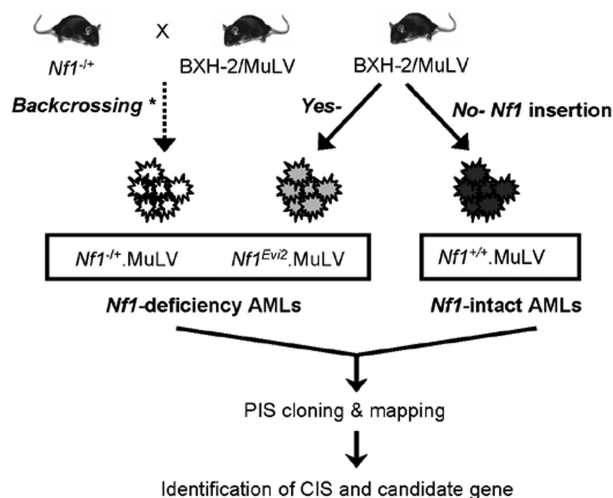 X
Nf1-/+
BXH-2/MuLV
BXH-2/MuLV
Backcrossing *
Yes-
No- Nf1 insertion
Nf1-/+.MuLV
Nf1Evi2.MuLV
Nf1+/+.MuLV
Nf1-deficiency AMLs
Nf1-intact AMLs
PIS cloning & mapping
Identification of CIS and candidate gene